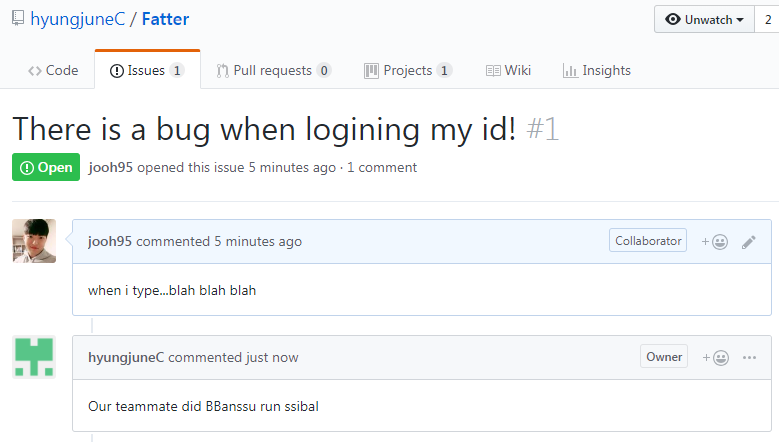 hyungjuneC / Fatter
Unwatch 2
Code Issues 1 Pull requests 0 Projects 1 Wiki Insights
There is a bug when logining my id! #1
Open jooh95 opened this issue 5 minutes ago · 1 comment
jooh95 commented 5 minutes ago Collaborator
when i type...blah blah blah
hyungjuneC commented just now Owner
Our teammate did BBanssu run ssibal